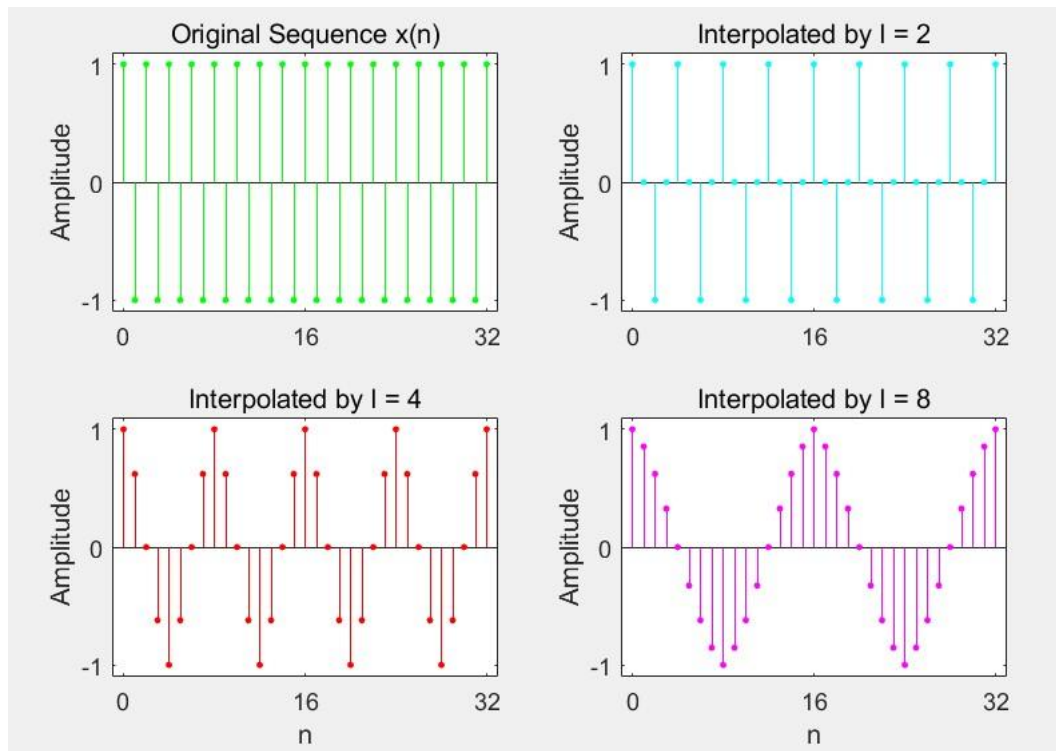 Original Sequence x(n)
Amplitude
1
0
-1
0 16 32
Interpolated by I = 2
Amplitude
1
0
-1
0 16 32
Interpolated by I = 4
Amplitude
1
0
-1
0 16 32
n
Interpolated by I = 8
Amplitude
1
0
-1
0 16 32
n